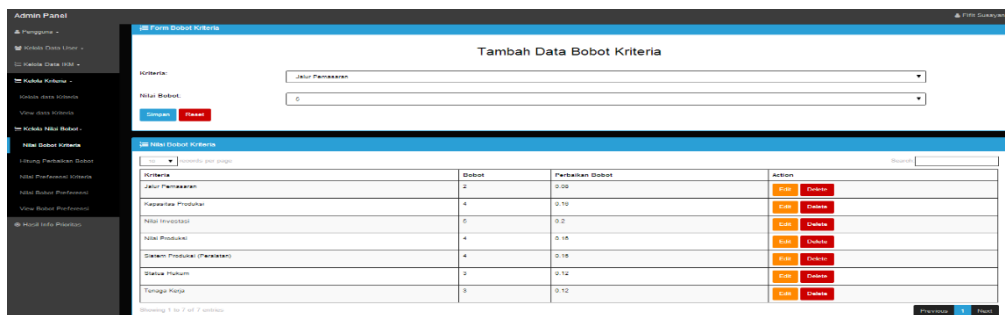 Admin Panel
Pengguna
Kelola Data User
Kelola Data IKM
Kelola Kriteria
Kelola data Kriteria
View data Kriteria
Kelola Nilai Bobot
Nilai Bobot Kriteria
Hitung Perbaikan Bobot
Nilai Preferensi Kriteria
Nilai Bobot Preferensi
View Bobot Preferensi
Hasil Info Prioritas
Form Bobot Kriteria
Tambah Data Bobot Kriteria
Kriteria: Jalur Pemasaran
Nilai Bobot:
Simpan Reset
Nilai Bobot Kriteria
records per page Search:
Kriteria Bobot Perbaikan Bobot Action
Jalur Pemasaran 2 0.08 Edit Delete
Kapasitas Produksi 4 0.16 Edit Delete
Nilai Investasi 5 0.2 Edit Delete
Nilai Produksi 4 0.16 Edit Delete
Sistem Produksi (Peralatan) 4 0.16 Edit Delete
Status Hukum 3 0.12 Edit Delete
Tenaga Kerja 3 0.12 Edit Delete
Showing 1 to 7 of 7 entries Previous 1 Next